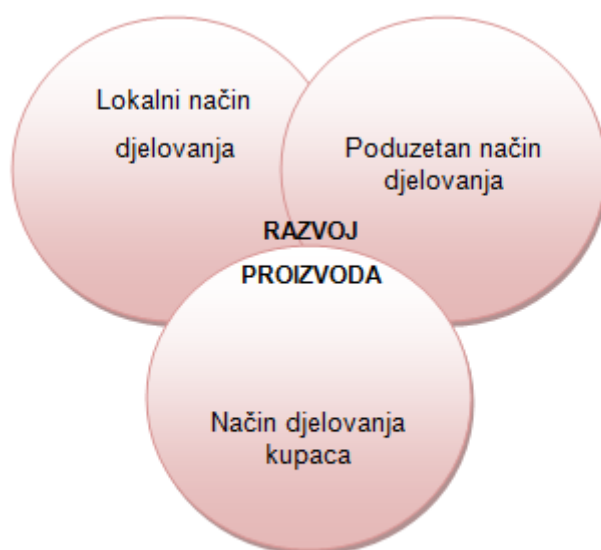 Lokalni način
djelovanja
Poduzetan način
djelovanja
RAZVOJ
PROIZVODA
Način djelovanja
kupaca